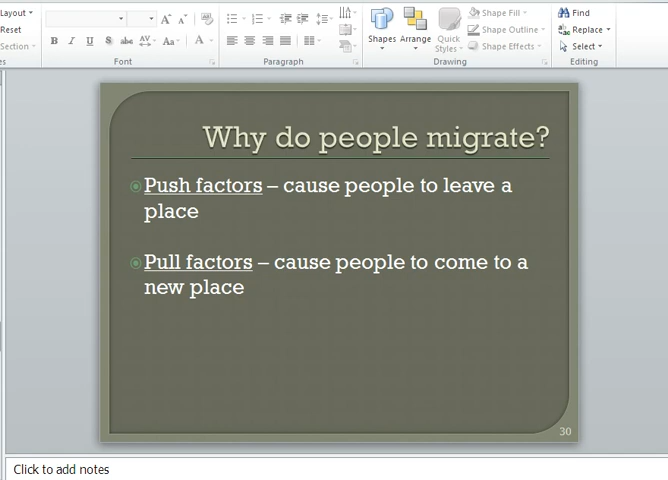 Layout
Reset
Section
Font
Paragraph
Shapes
Arrange
Quick
Styles
Shape Fill
Shape Outline
Shape Effects
Drawing
Find
Replace
Select
Editing
Why do people migrate?
Push factors – cause people to leave a
place
Pull factors – cause people to come to a
new place
30
Click to add notes